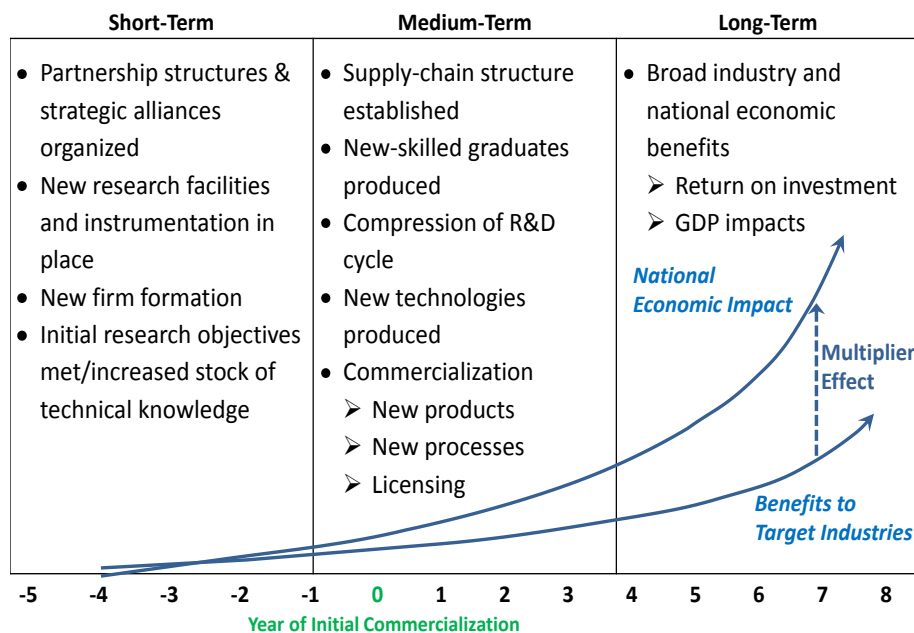 Short-Term
Medium-Term
Long-Term
• Partnership structures &
strategic alliances
organized
• New research facilities
and instrumentation in
place
• New firm formation
• Initial research objectives
met/increased stock of
technical knowledge
• Supply-chain structure
established
• New-skilled graduates
produced
• Compression of R&D
cycle
• New technologies
produced
• Commercialization
➢ New products
➢ New processes
➢ Licensing
• Broad industry and
national economic
benefits
➢ Return on investment
➢ GDP impacts
National
Economic Impact
Multiplier
Effect
Benefits to
Target Industries
-5 -4 -3 -2 -1 0 1 2 3 4 5 6 7 8
Year of Initial Commercialization